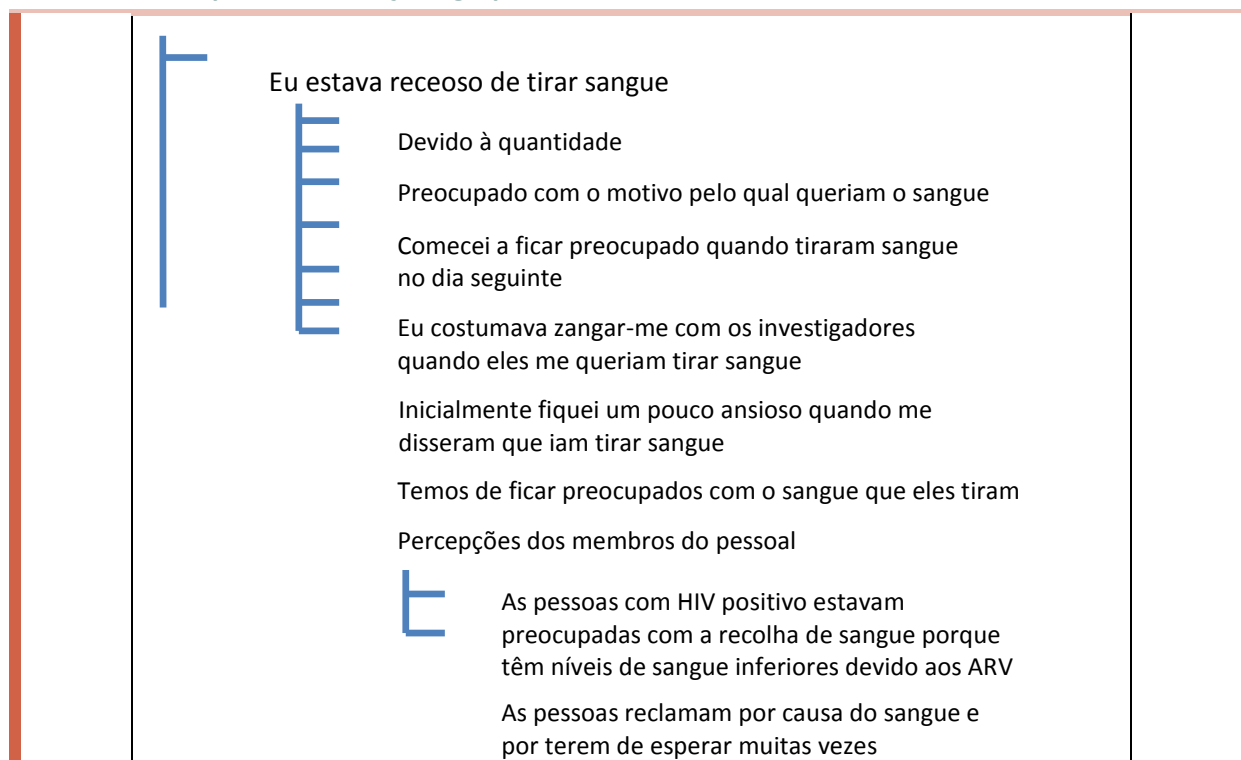 Eu estava receoso de tirar sangue
Devido à quantidade
Preocupado com o motivo pelo qual queriam o sangue
Comecei a ficar preocupado quando tiraram sangue
no dia seguinte
Eu costumava zangar-me com os investigadores
quando eles me queriam tirar sangue
Inicialmente fiquei um pouco ansioso quando me
disseram que iam tirar sangue
Temos de ficar preocupados com o sangue que eles tiram
Percepções dos membros do pessoal
As pessoas com HIV positivo estavam
preocupadas com a recolha de sangue porque
têm níveis de sangue inferiores devido aos ARV
As pessoas reclamam por causa do sangue e
por terem de esperar muitas vezes